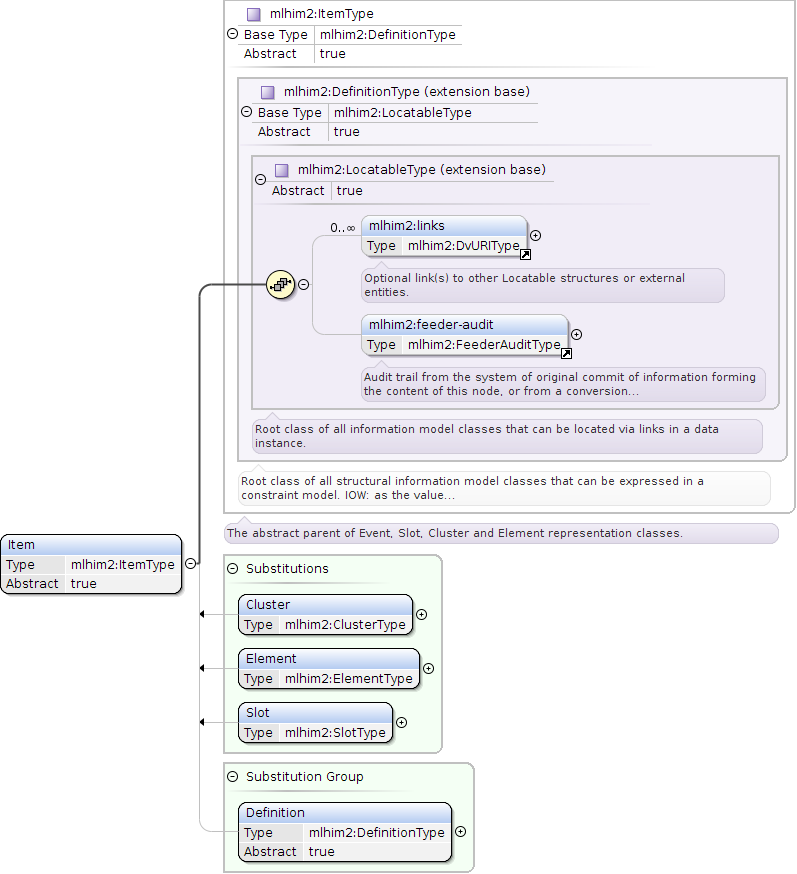 mlhim2:ItemType
Base Type mlhim2:DefinitionType
Abstract true
mlhim2:DefinitionType (extension base)
Base Type mlhim2:LocatableType
Abstract true
mlhim2:LocatableType (extension base)
Abstract true
0..∞
mlhim2:links
Type mlhim2:DvURIType
Optional link(s) to other Locatable structures or external
entities.
mlhim2:feeder-audit
Type mlhim2:FeederAuditType
Audit trail from the system of original commit of information forming
the content of this node, or from a conversion...
Root class of all information model classes that can be located via links in a data
instance.
Root class of all structural information model classes that can be expressed in a
constraint model. IOW: as the value...
The abstract parent of Event, Slot, Cluster and Element representation classes.
Item
Type mlhim2:ItemType
Abstract true
Substitutions
Cluster
Type mlhim2:ClusterType
Element
Type mlhim2:ElementType
Slot
Type mlhim2:SlotType
Substitution Group
Definition
Type mlhim2:DefinitionType
Abstract true